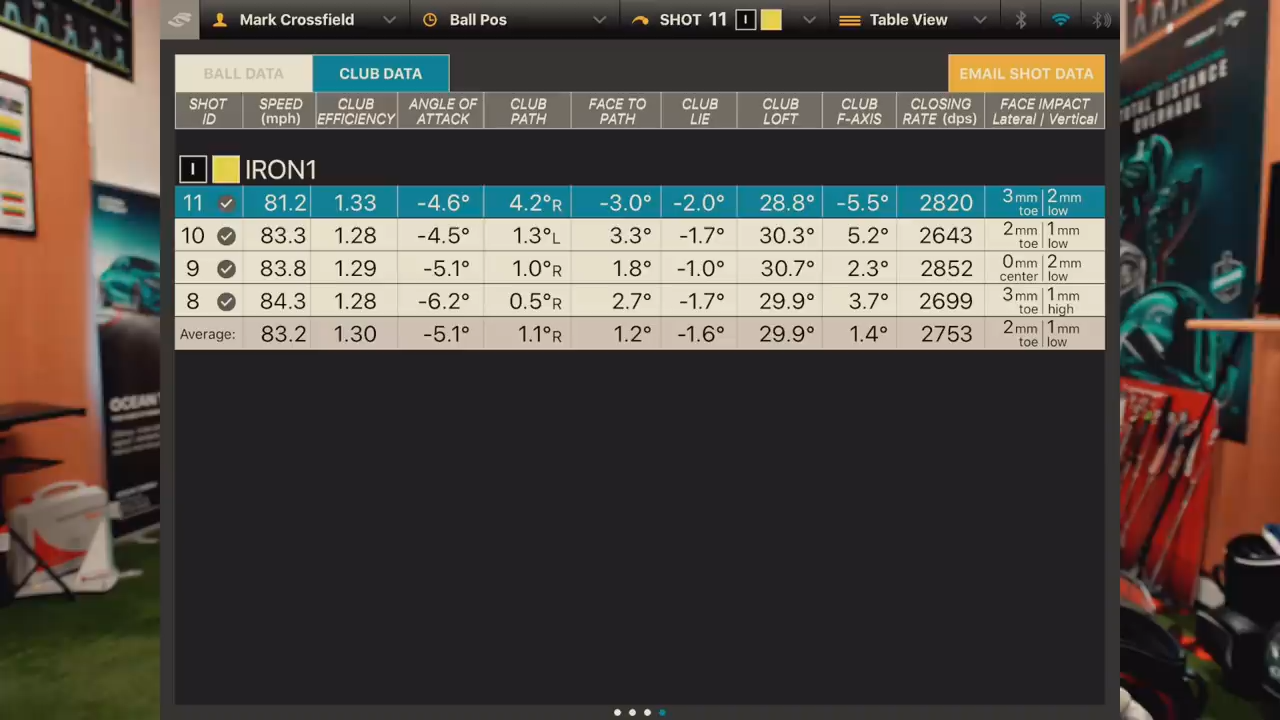 Mark Crossfield
Ball Pos
SHOT 11 I
Table View
BALL DATA
CLUB DATA
EMAIL SHOT DATA
SHOT ID SPEED (mph) CLUB EFFICIENCY ANGLE OF ATTACK CLUB PATH FACE TO PATH CLUB LIE CLUB LOFT CLUB F-AXIS CLOSING RATE (dps) FACE IMPACT Lateral | Vertical
I IRON1
11 81.2 1.33 -4.6° 4.2°R -3.0° -2.0° 28.8° -5.5° 2820 3mm toe | 2mm low
10 83.3 1.28 -4.5° 1.3°L 3.3° -1.7° 30.3° 5.2° 2643 2mm toe | 1mm low
9 83.8 1.29 -5.1° 1.0°R 1.8° -1.0° 30.7° 2.3° 2852 0mm center | 2mm low
8 84.3 1.28 -6.2° 0.5°R 2.7° -1.7° 29.9° 3.7° 2699 3mm toe | 1mm high
Average: 83.2 1.30 -5.1° 1.1°R 1.2° -1.6° 29.9° 1.4° 2753 2mm toe | 1mm low
OCEAN
TOTAL DISTANCE
OVERHAUL